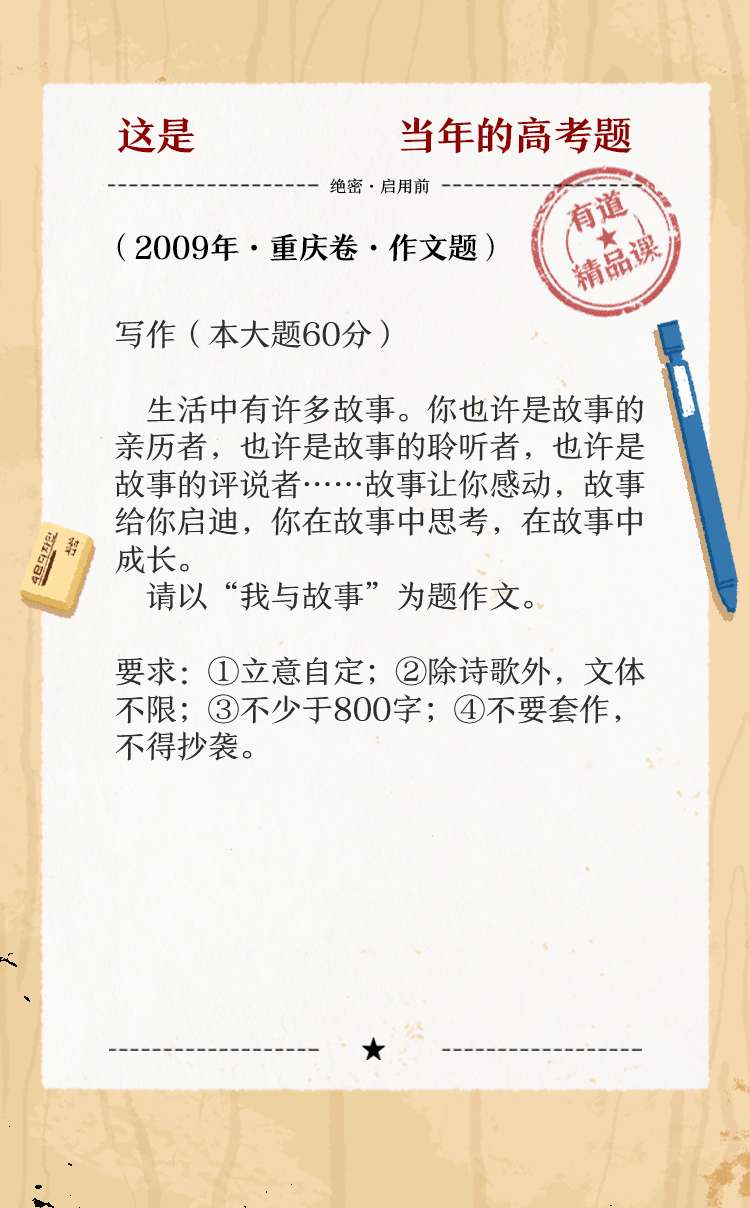 这是 当年的高考题
绝密·启用前
有道
精品课
（2009年·重庆卷·作文题）
写作（本大题60分）
生活中有许多故事。你也许是故事的
亲历者，也许是故事的聆听者，也许是
故事的评说者……故事让你感动，故事
给你启迪，你在故事中思考，在故事中
成长。
请以“我与故事”为题作文。
要求：①立意自定；②除诗歌外，文体
不限；③不少于800字；④不要套作，
不得抄袭。